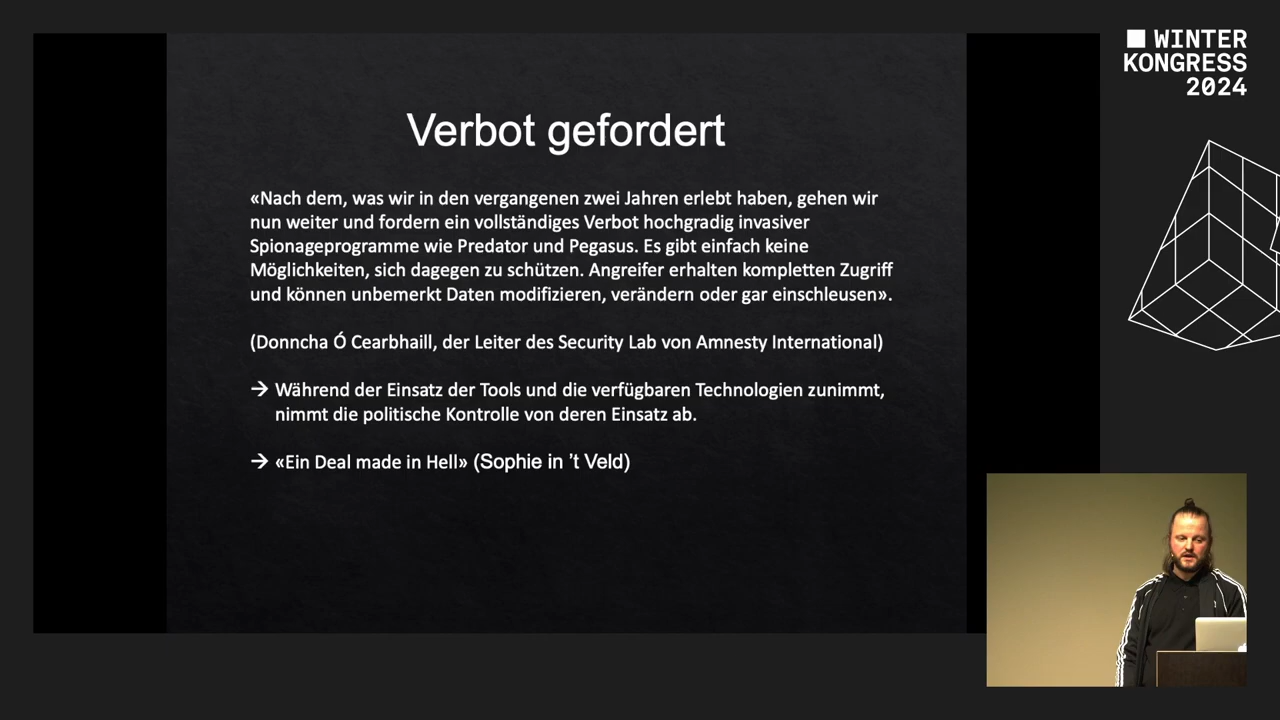 WINTER
KONGRESS
2024
Verbot gefordert
«Nach dem, was wir in den vergangenen zwei Jahren erlebt haben, gehen wir
nun weiter und fordern ein vollständiges Verbot hochgradig invasiver
Spionageprogramme wie Predator und Pegasus. Es gibt einfach keine
Möglichkeiten, sich dagegen zu schützen. Angreifer erhalten kompletten Zugriff
und können unbemerkt Daten modifizieren, verändern oder gar einschleusen».
(Donncha Ó Cearbhaill, der Leiter des Security Lab von Amnesty International)
→ Während der Einsatz der Tools und die verfügbaren Technologien zunimmt,
nimmt die politische Kontrolle von deren Einsatz ab.
→ «Ein Deal made in Hell» (Sophie in ’t Veld)